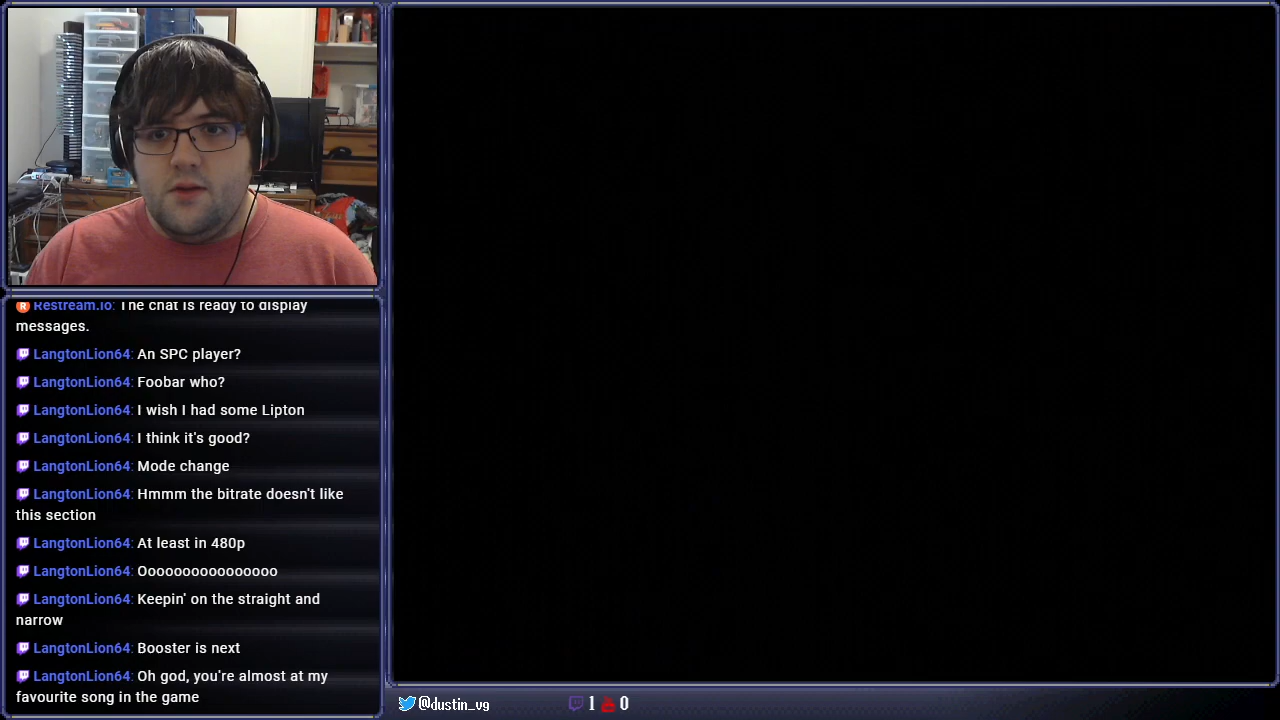 Restream.io: The chat is ready to display
messages.
LangtonLion64: An SPC player?
LangtonLion64: Foobar who?
LangtonLion64: I wish I had some Lipton
LangtonLion64: I think it's good?
LangtonLion64: Mode change
LangtonLion64: Hmmm the bitrate doesn't like
this section
LangtonLion64: At least in 480p
LangtonLion64: Ooooooooooooooo
LangtonLion64: Keepin' on the straight and
narrow
LangtonLion64: Booster is next
LangtonLion64: Oh god, you're almost at my
favourite song in the game
@dustin_vg 1 0